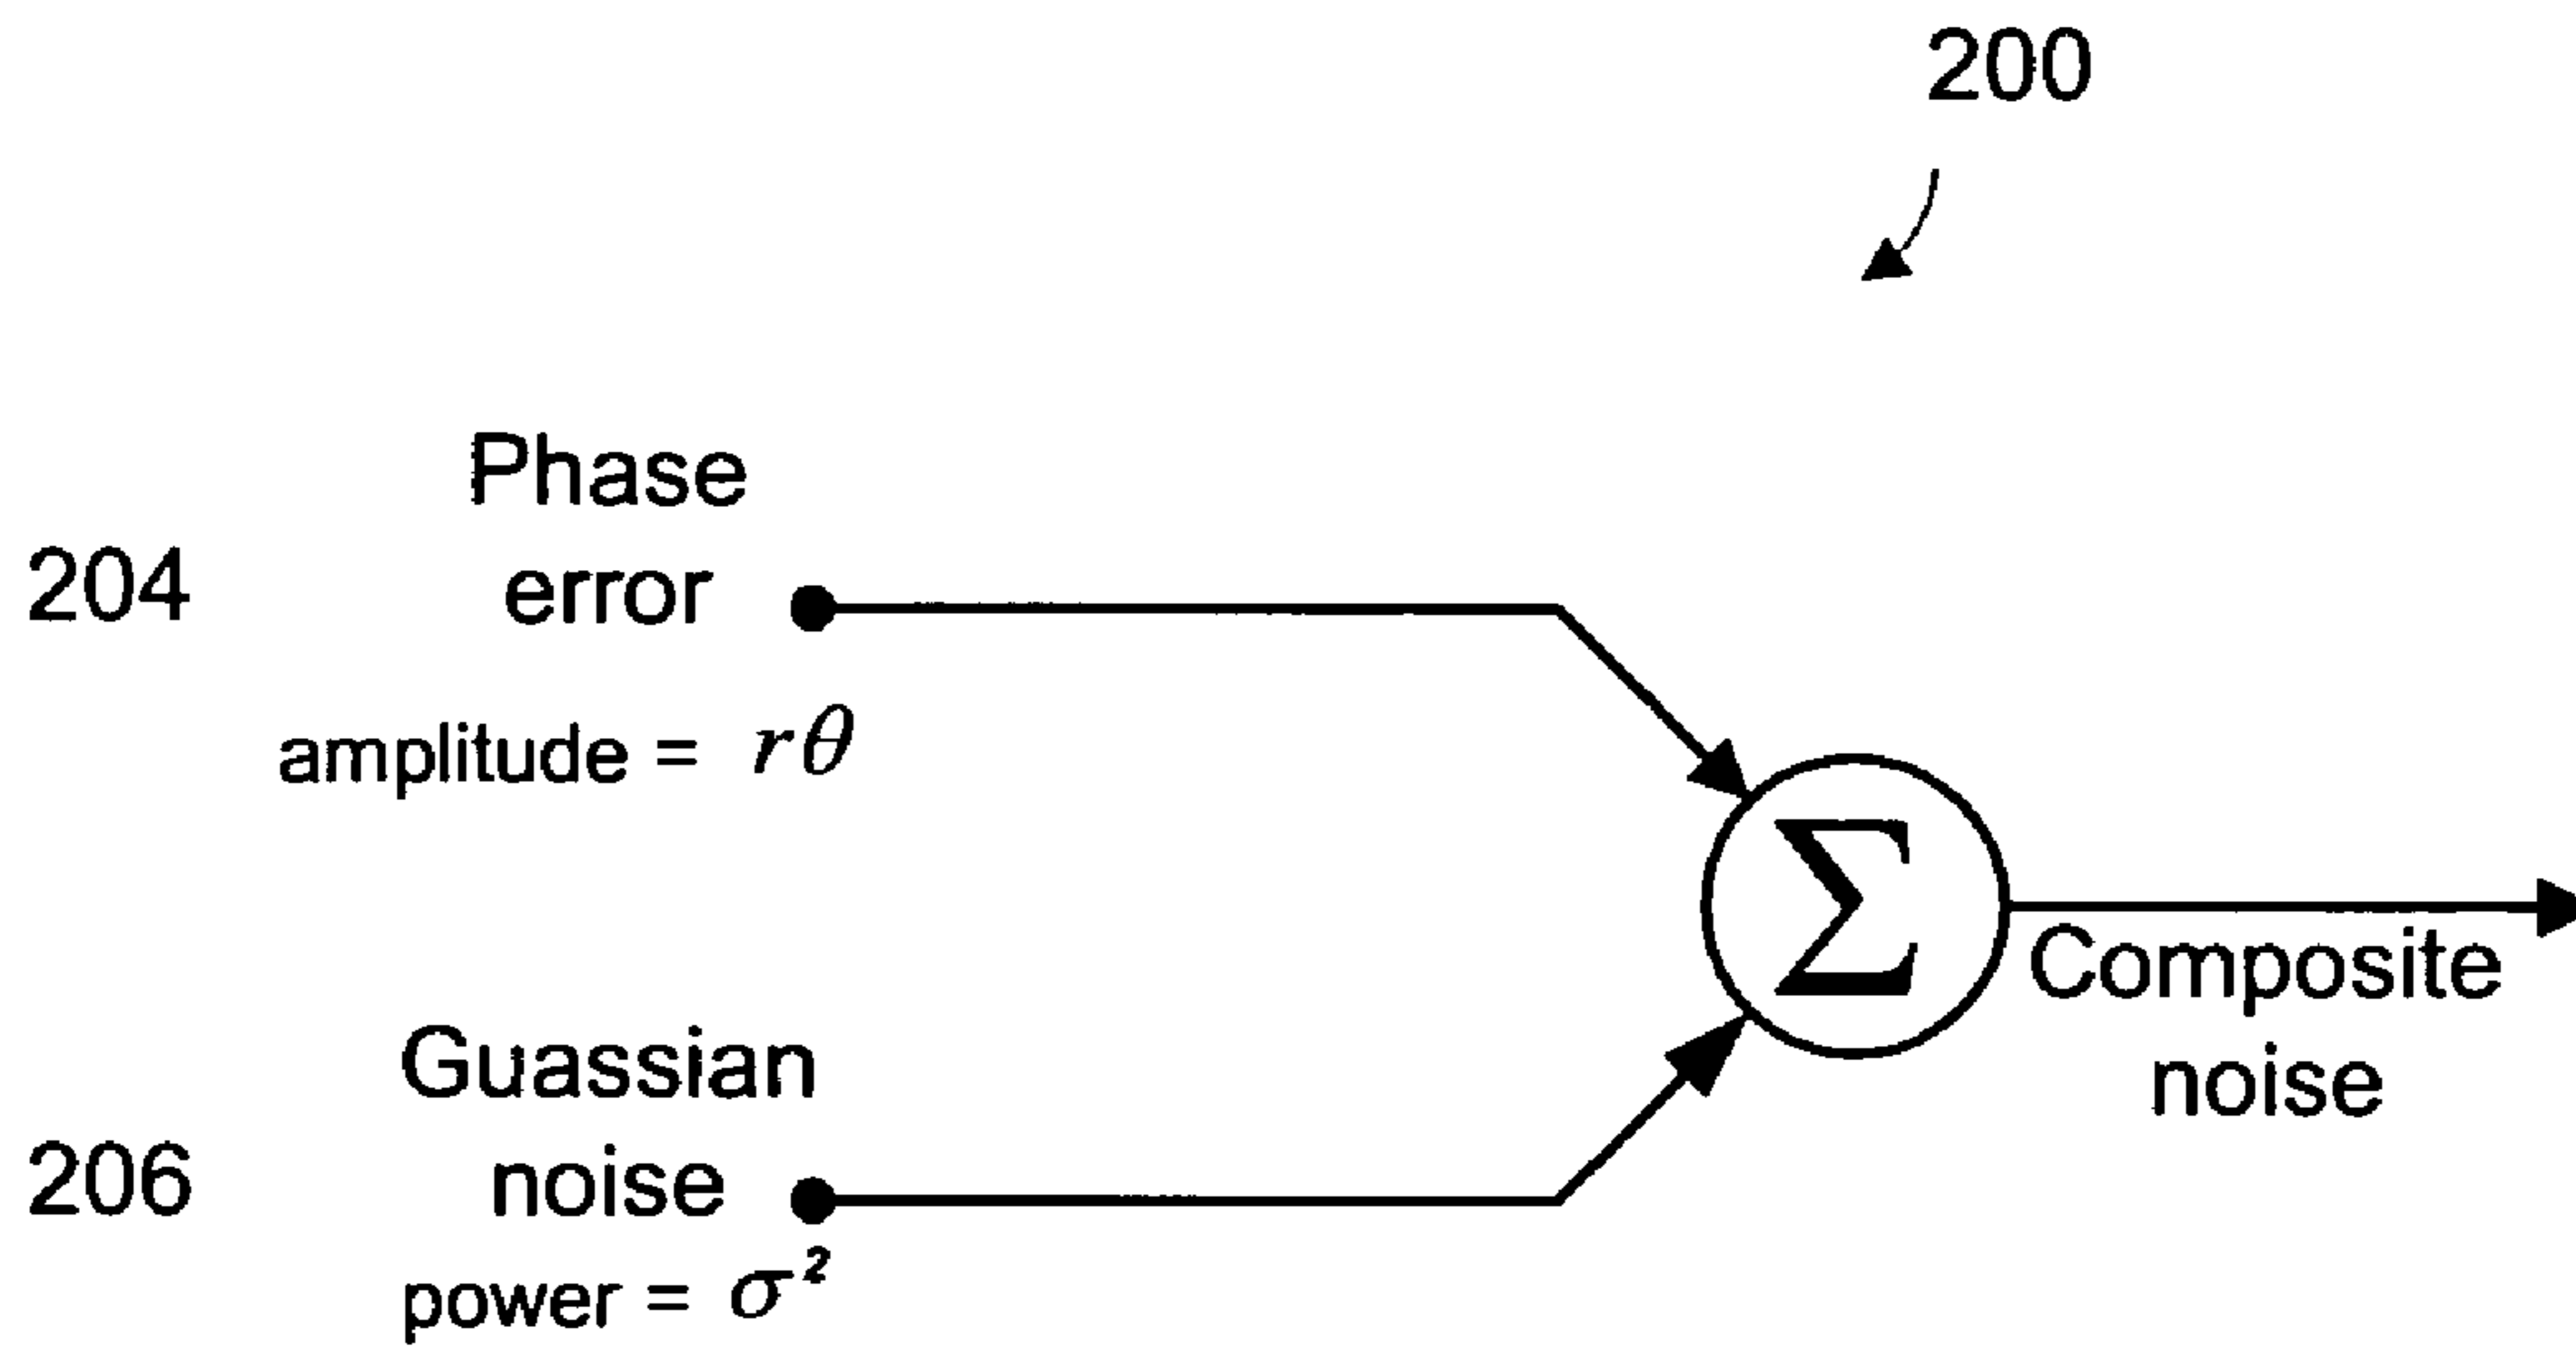 200
Phase
204 error
amplitude = rθ
Σ
Composite
noise
Guassian
206 noise
power = σ²